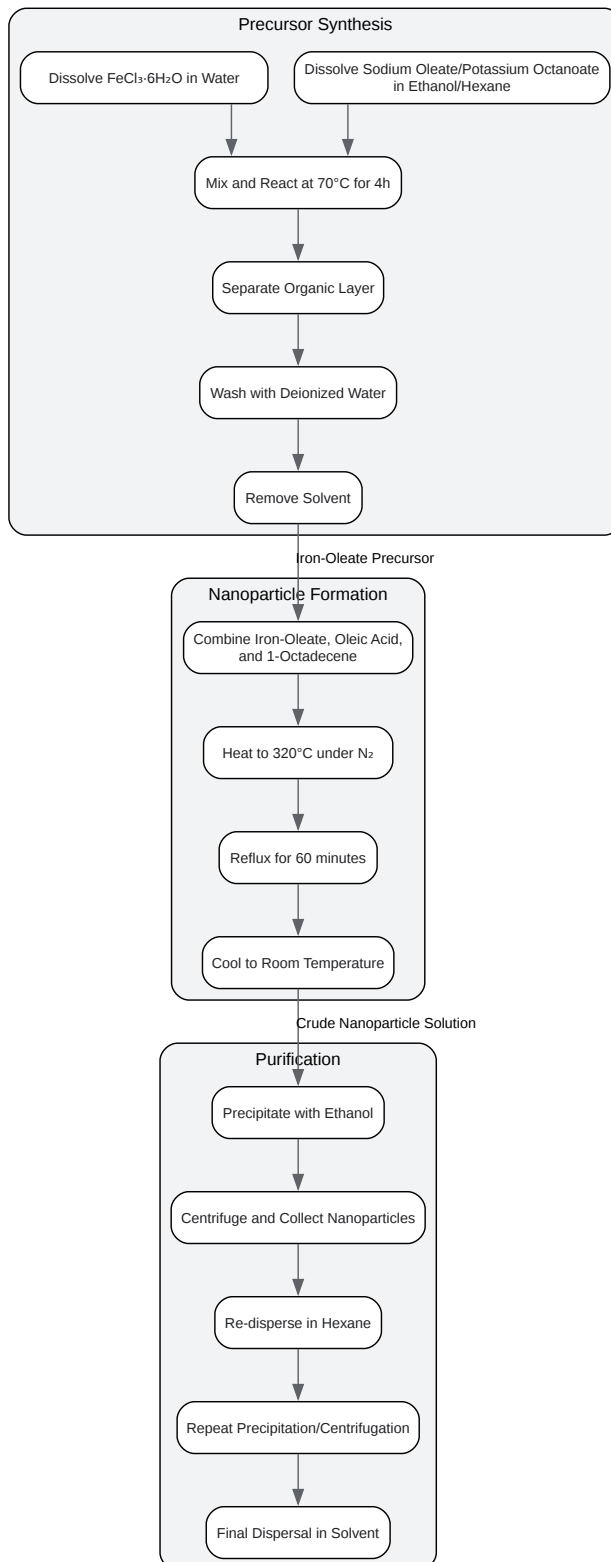 Precursor Synthesis
Dissolve FeCl₃·6H₂O in Water
Dissolve Sodium Oleate/Potassium Octanoate
in Ethanol/Hexane
Mix and React at 70°C for 4h
Separate Organic Layer
Wash with Deionized Water
Remove Solvent
Iron-Oleate Precursor
Nanoparticle Formation
Combine Iron-Oleate, Oleic Acid,
and 1-Octadecene
Heat to 320°C under N₂
Reflux for 60 minutes
Cool to Room Temperature
Crude Nanoparticle Solution
Purification
Precipitate with Ethanol
Centrifuge and Collect Nanoparticles
Re-disperse in Hexane
Repeat Precipitation/Centrifugation
Final Dispersal in Solvent